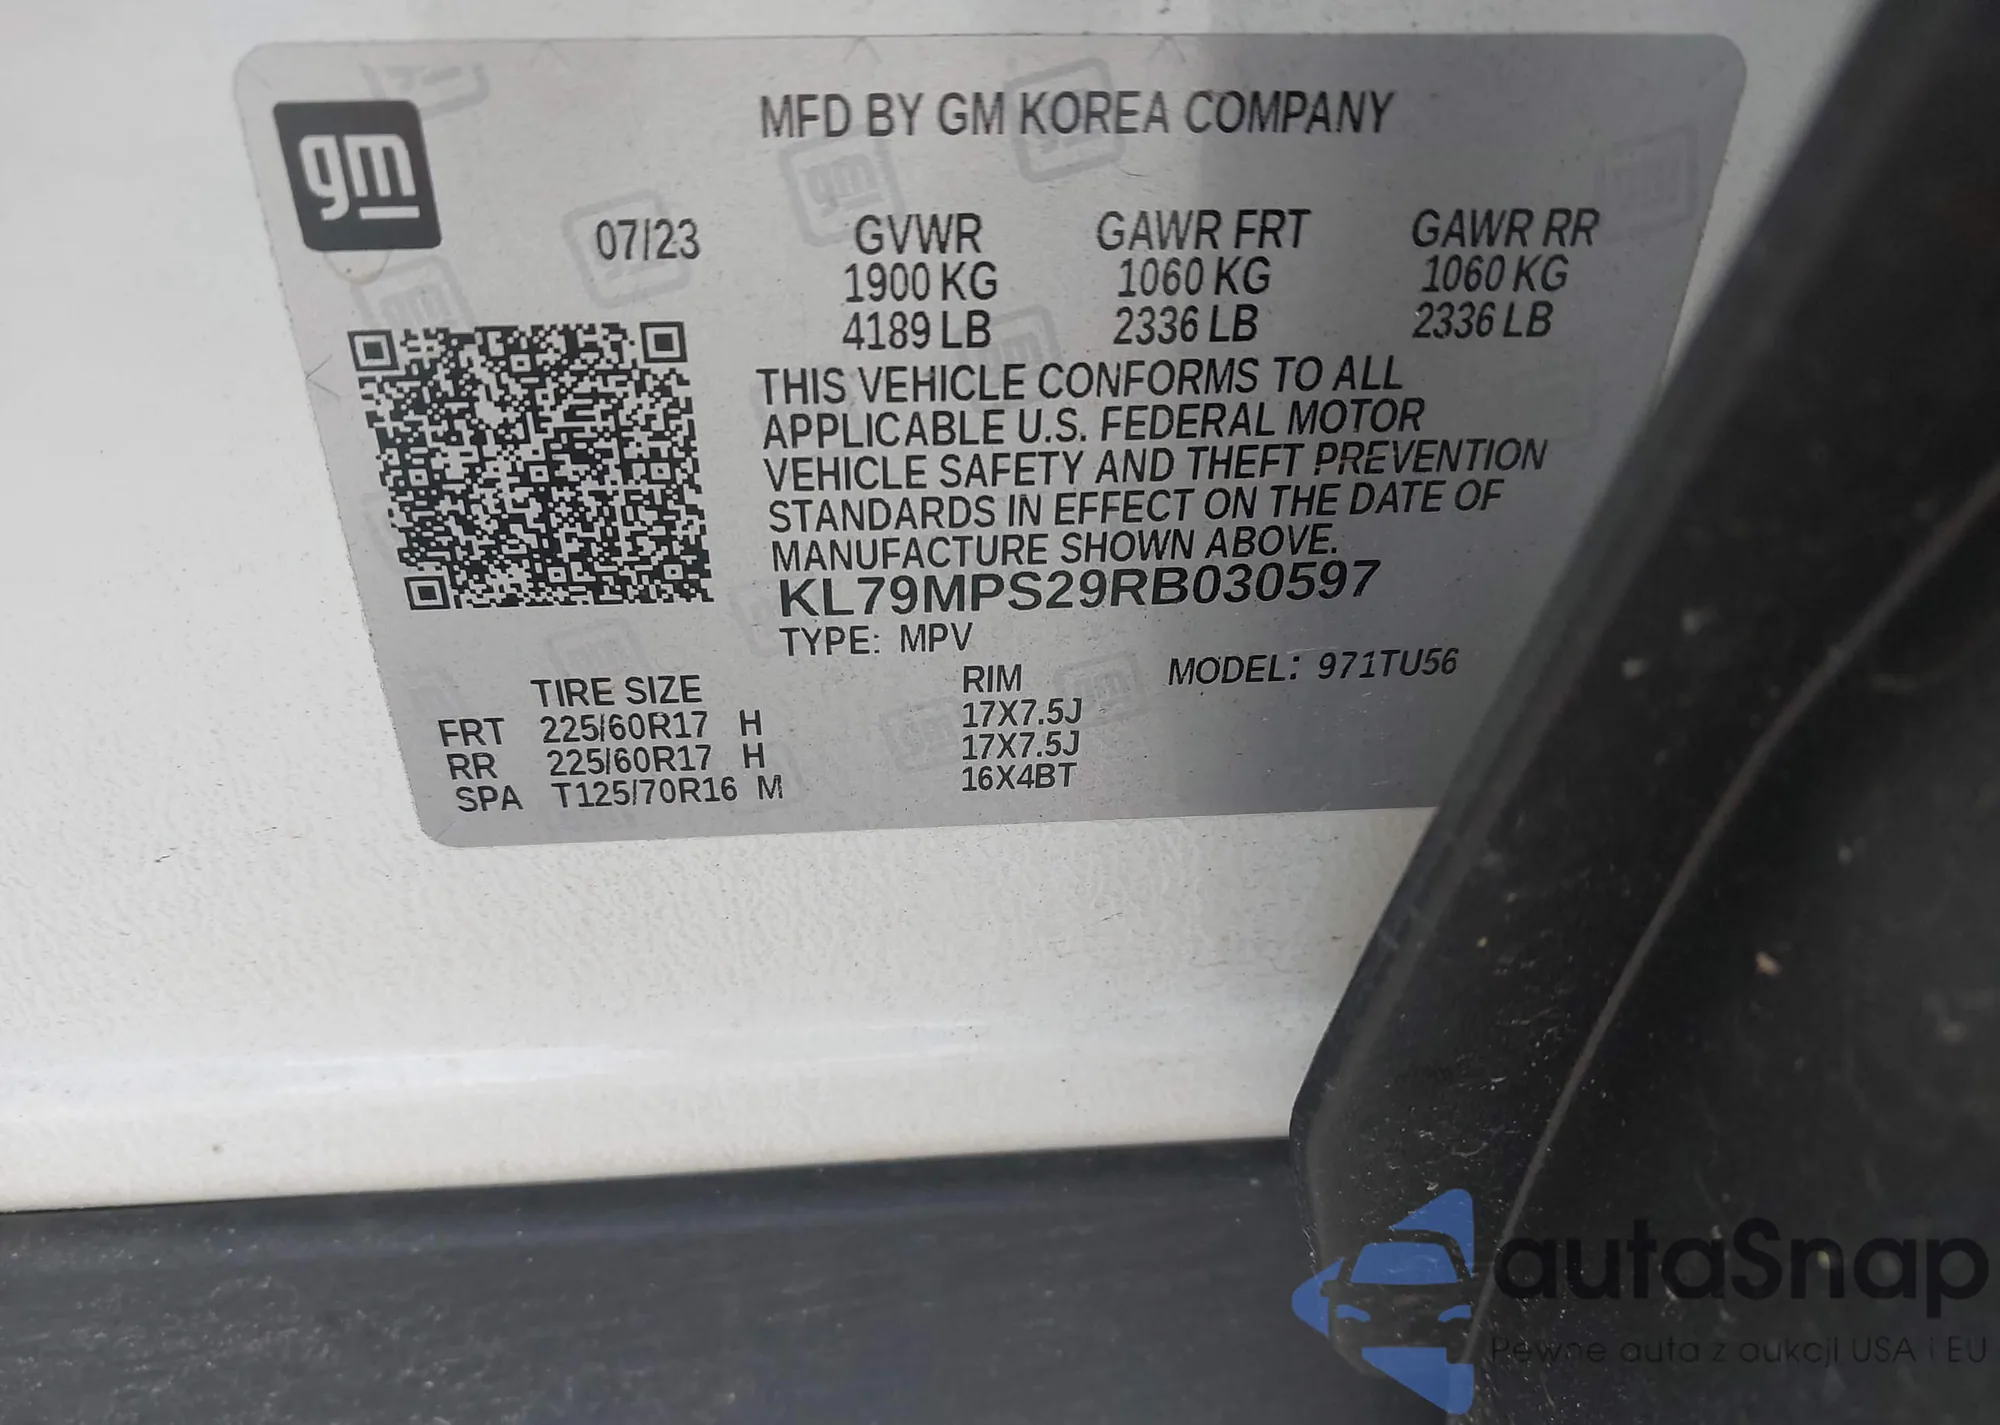 gm
MFD BY GM KOREA COMPANY
07/23 GVWR GAWR FRT GAWR RR
1900 KG 1060 KG 1060 KG
4189 LB 2336 LB 2336 LB
THIS VEHICLE CONFORMS TO ALL
APPLICABLE U.S. FEDERAL MOTOR
VEHICLE SAFETY AND THEFT PREVENTION
STANDARDS IN EFFECT ON THE DATE OF
MANUFACTURE SHOWN ABOVE.
KL79MPS29RB030597
TYPE: MPV
MODEL: 971TU56
TIRE SIZE RIM
FRT 225/60R17 H 17X7.5J
RR 225/60R17 H 17X7.5J
SPA T125/70R16 M 16X4BT
autaSnap
Pewne auta z aukcji USA i EU